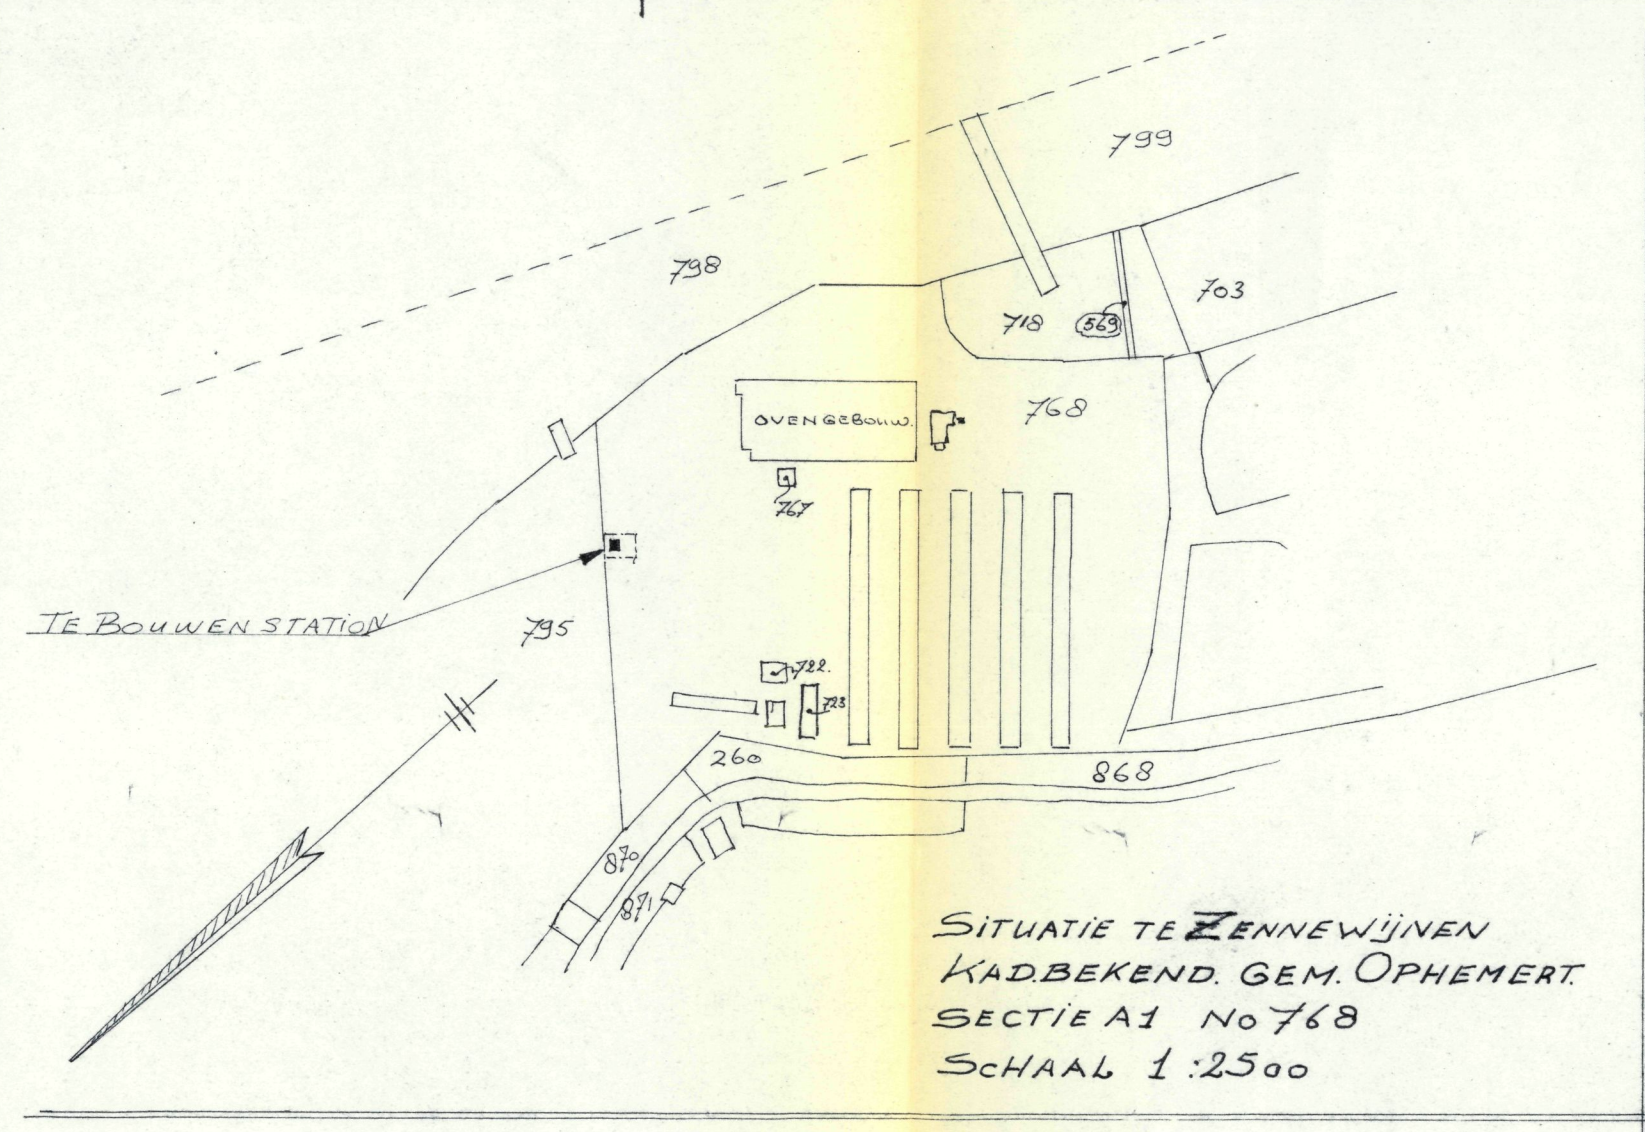 799
798
703
718
569
768
OVENGEBOUW.
767
TE BOUWEN STATION
795
722.
723
260
868
870
871
SITUATIE TE ZENNEWIJNEN
KAD.BEKEND. GEM. OPHEMERT.
SECTIE A1 No 768
SCHAAL 1:2500